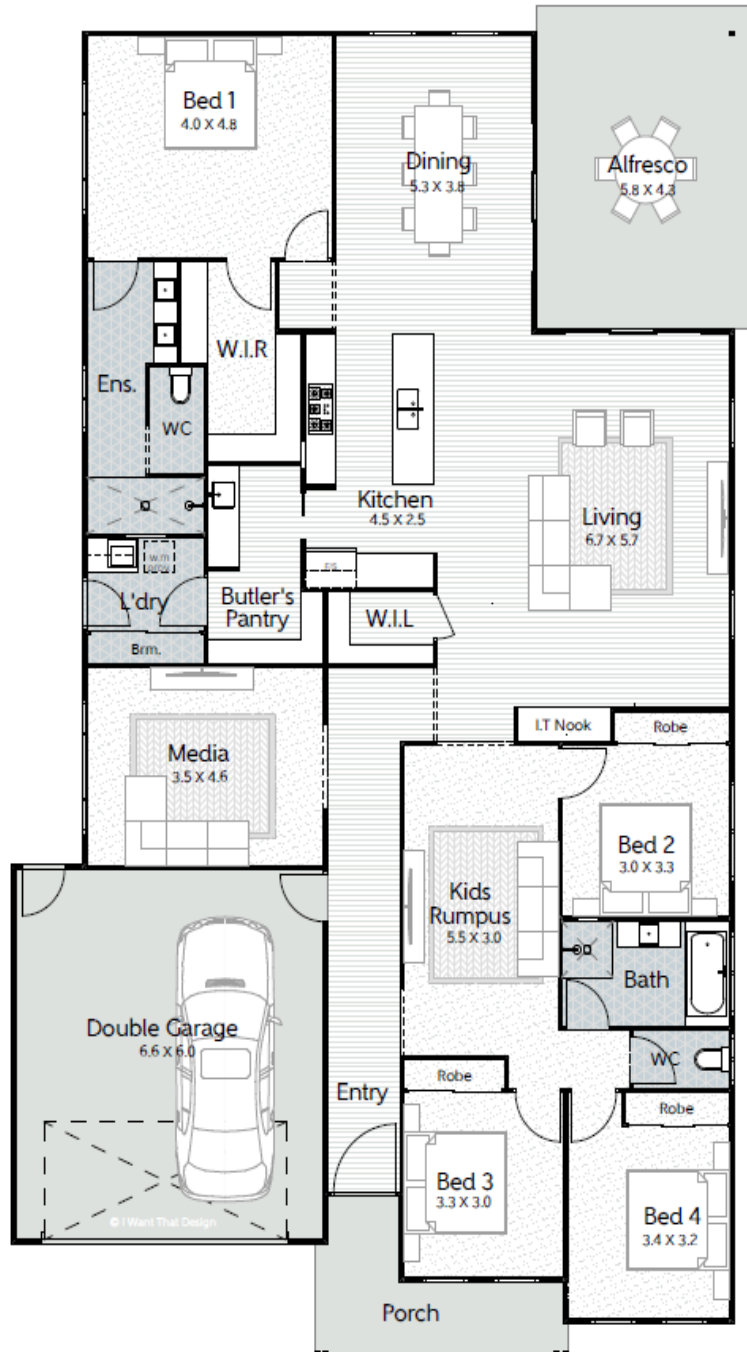 Bed 1
4.0 X 4.8
Dining
5.3 X 3.8
Alfresco
5.8 X 4.3
W.I.R
Ens.
WC
Kitchen
4.5 X 2.5
Living
6.7 X 5.7
L'dry
Butler's
Pantry
W.I.L
Brm.
I.T Nook
Robe
Media
3.5 X 4.6
Bed 2
3.0 X 3.3
Kids
Rumpus
5.5 X 3.0
Bath
Double Garage
6.6 X 6.0
WC
Robe
Entry
Robe
Bed 3
3.3 X 3.0
Bed 4
3.4 X 3.2
© I Want That Design
Porch